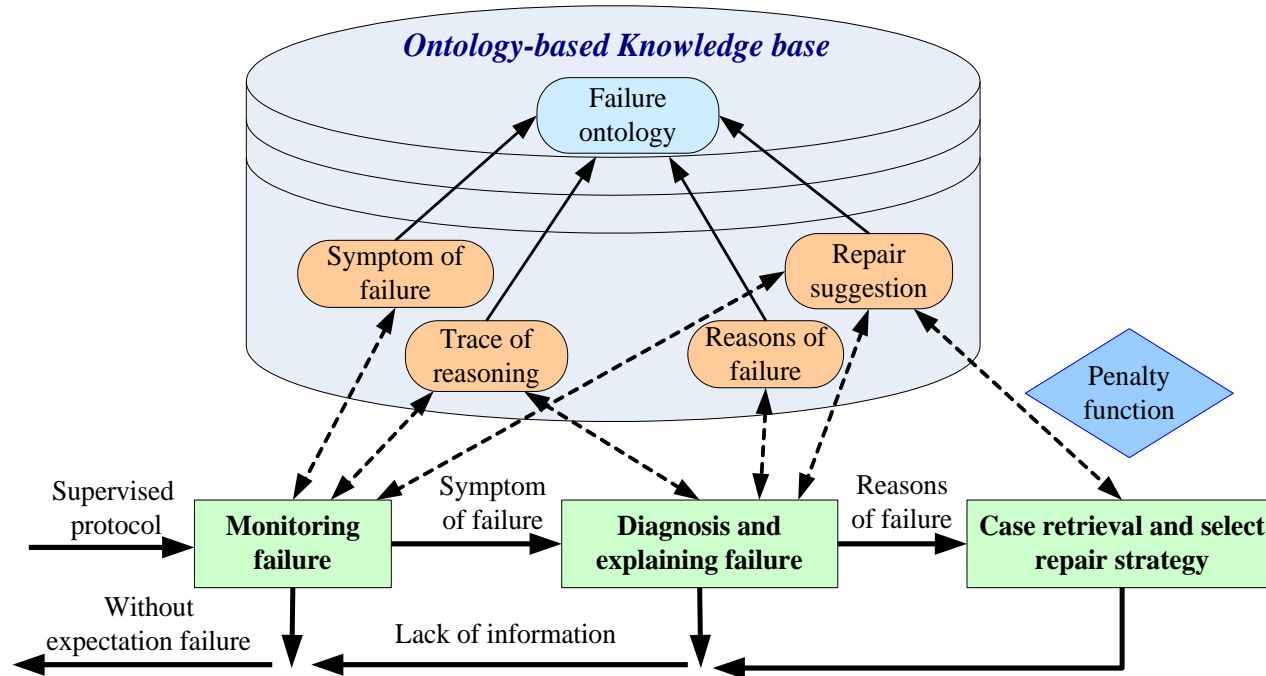 Ontology-based Knowledge base
Failure
ontology
Symptom of
failure
Repair
suggestion
Trace of
reasoning
Reasons of
failure
Penalty
function
Supervised
protocol
Monitoring
failure
Symptom
of failure
Diagnosis and
explaining failure
Reasons
of failure
Case retrieval and select
repair strategy
Without
expectation failure
Lack of information